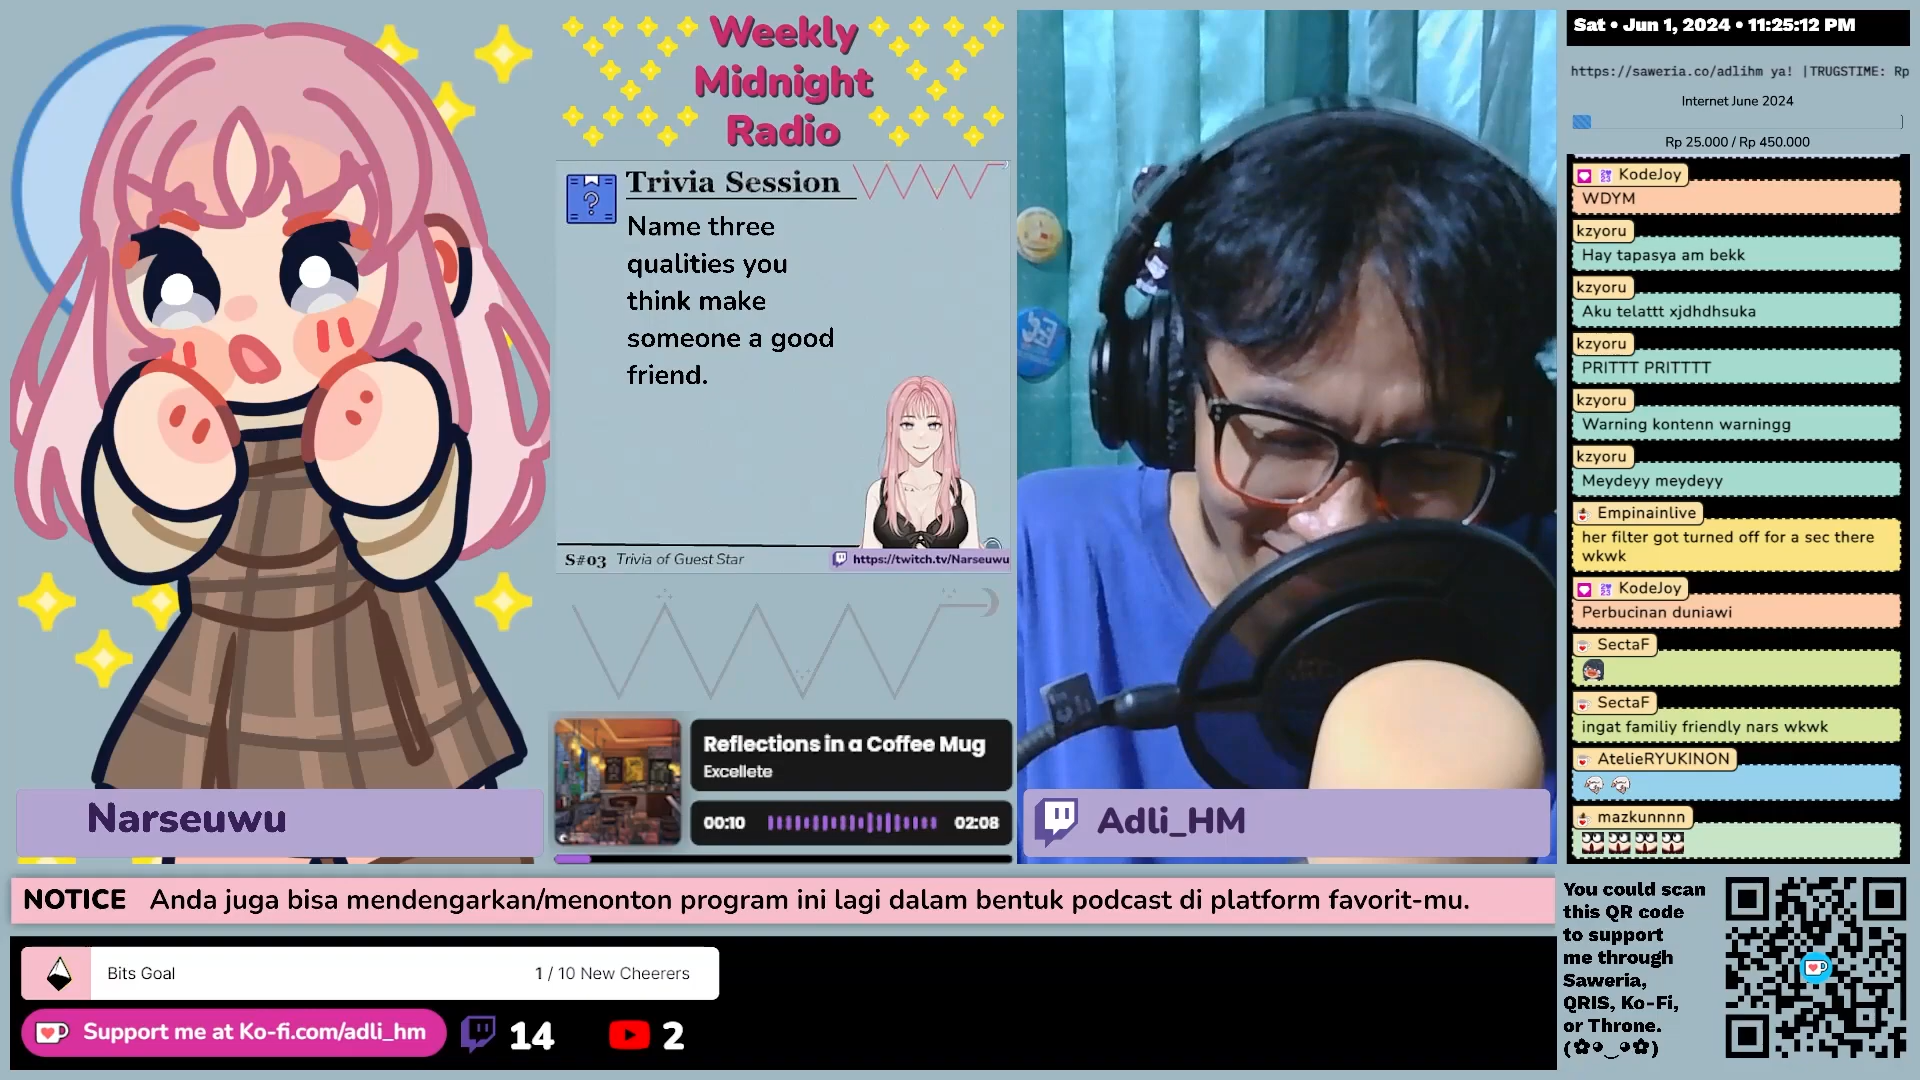 Weekly
Midnight
Radio
Trivia Session
Name three
qualities you
think make
someone a good
friend.
S#03 Trivia of Guest Star
https://twitch.tv/Narseuwu
Narseuwu
Reflections in a Coffee Mug
Excellete
00:10
02:08
Adli_HM
Sat • Jun 1, 2024 • 11:25:12 PM
https://saweria.co/adlihm ya! |TRUGSTIME: Rp
Internet June 2024
Rp 25.000 / Rp 450.000
KodeJoy
WDYM
kzyoru
Hay tapasya am bekk
kzyoru
Aku telattt xjdhdhsuka
kzyoru
PRITTT PRITTTT
kzyoru
Warning kontenn warningg
kzyoru
Meydeyy meydeyy
Empinainlive
her filter got turned off for a sec there
wkwk
KodeJoy
Perbucinan duniawi
SectaF
SectaF
ingat familiy friendly nars wkwk
AtelieRYUKINON
mazkunnnn
NOTICE Anda juga bisa mendengarkan/menonton program ini lagi dalam bentuk podcast di platform favorit-mu.
Bits Goal
1 / 10 New Cheerers
Support me at Ko-fi.com/adli_hm
14
2
You could scan
this QR code
to support
me through
Saweria,
QRIS, Ko-Fi,
or Throne.
(✿◕‿◕✿)